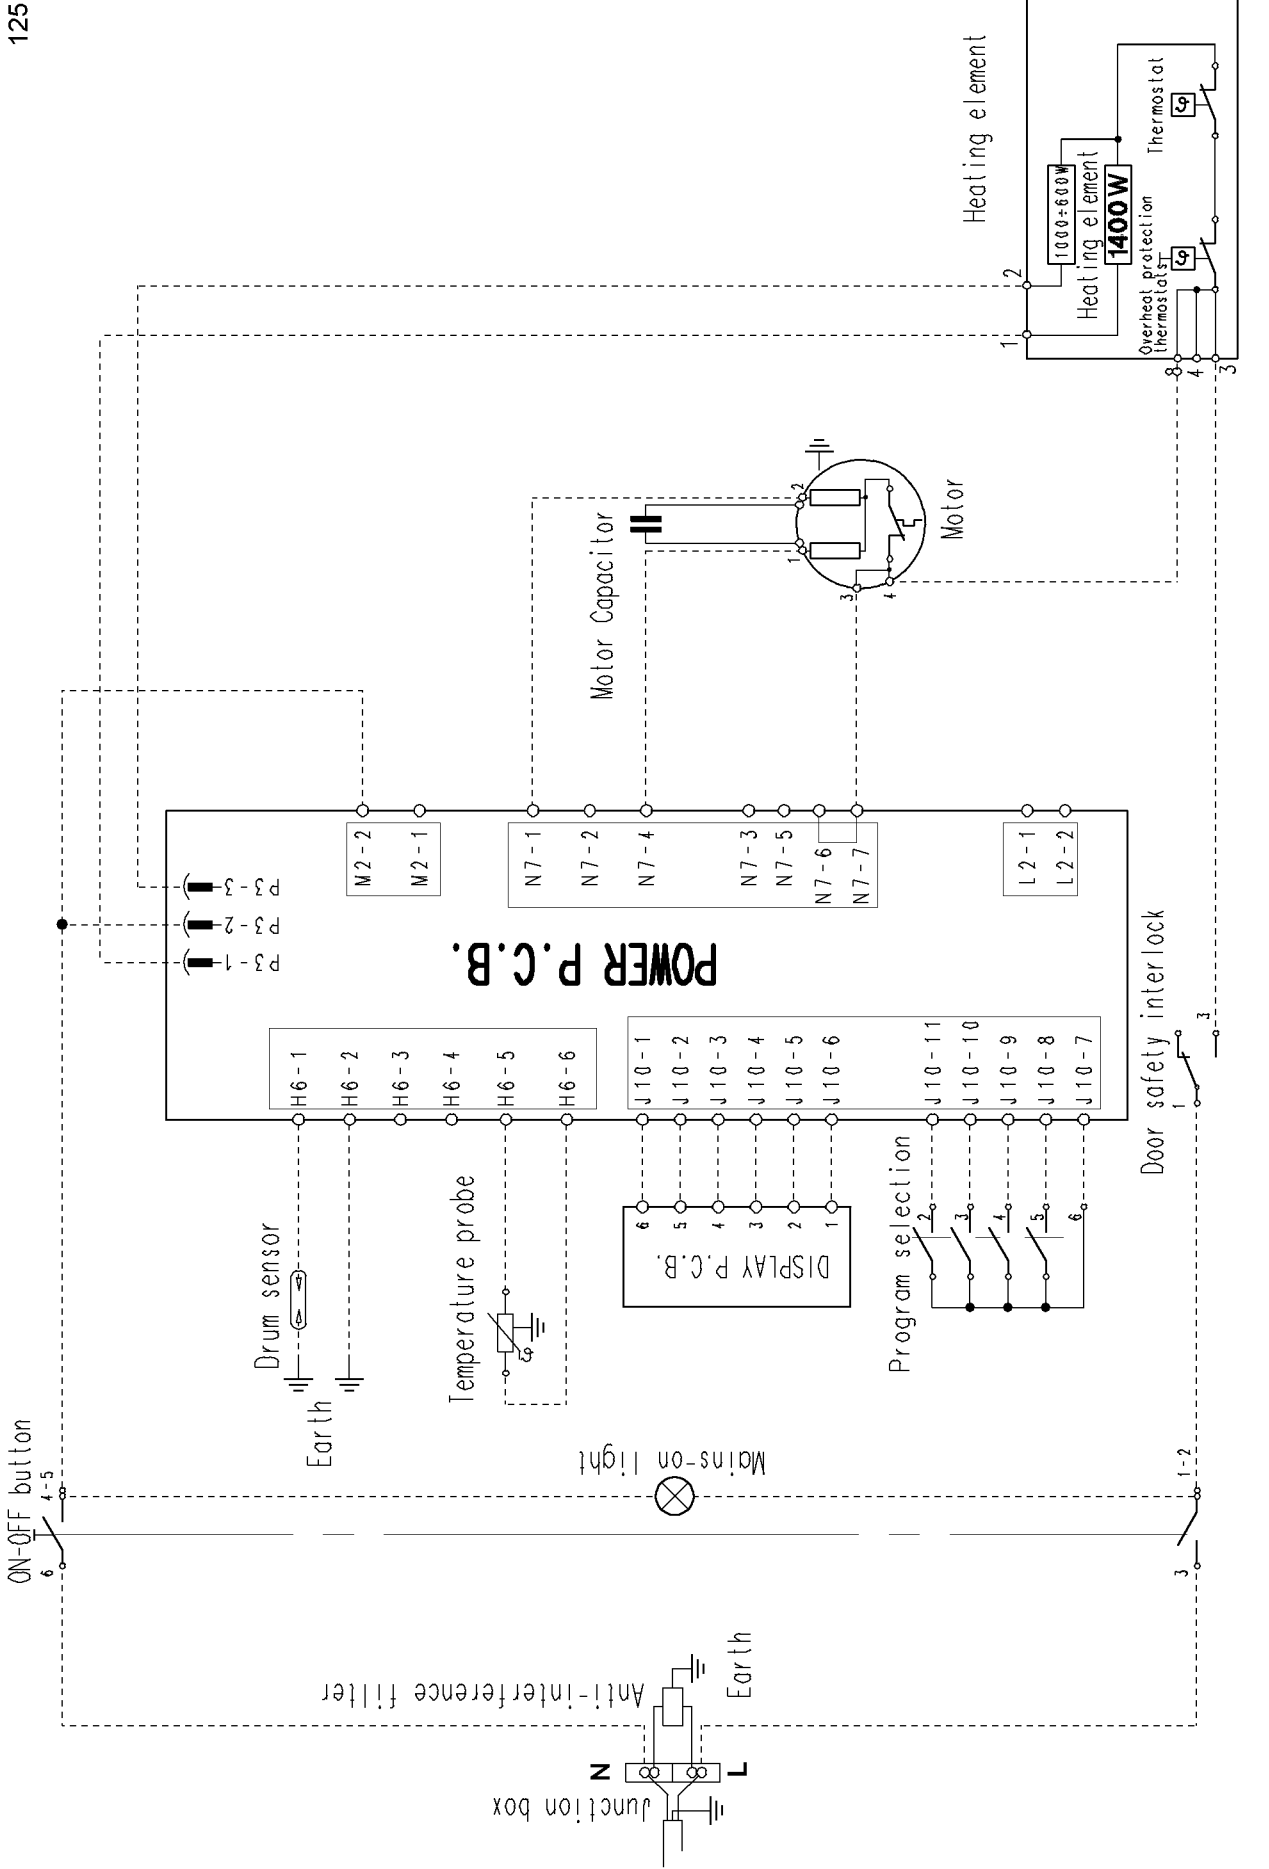 125
Heating element
1000÷600W
Heating element
1400W
Thermostat
Overheat protection
thermostats
2
1
8
4
3
Motor Capacitor
Motor
1
2
3
4
POWER P.C.B.
P3-3
P3-2
P3-1
M2-2
M2-1
N7-1
N7-2
N7-4
N7-3
N7-5
N7-6
N7-7
L2-1
L2-2
H6-1
H6-2
H6-3
H6-4
H6-5
H6-6
J10-1
J10-2
J10-3
J10-4
J10-5
J10-6
J10-11
J10-10
J10-9
J10-8
J10-7
Door safety interlock
3
1
Drum sensor
Earth
Temperature probe
DISPLAY P.C.B.
6
5
4
3
2
1
Program selection
2
3
4
5
6
ON-OFF button
4-5
6
Mains-on light
1-2
3
Anti-interference filter
Earth
N
L
Junction box